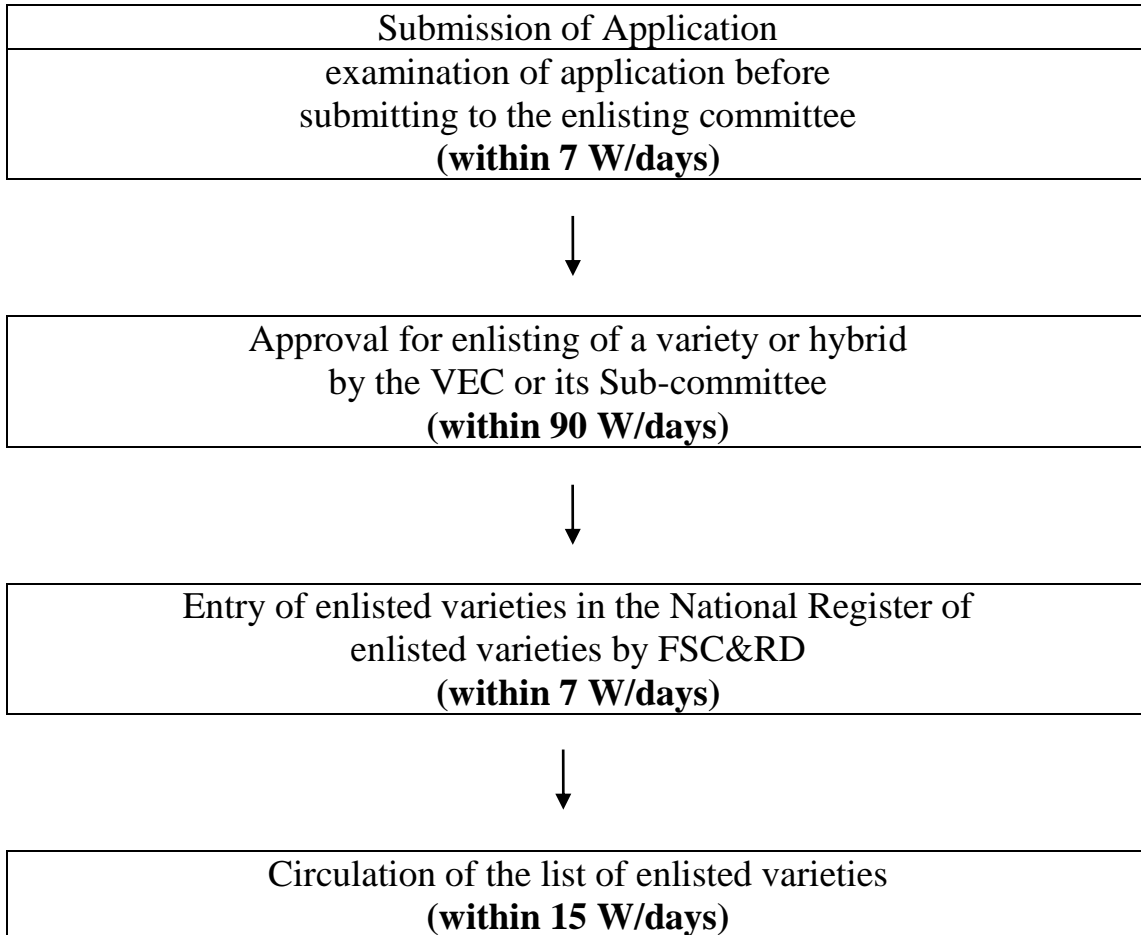 Submission of Application
examination of application before
submitting to the enlisting committee
(within 7 W/days)
Approval for enlisting of a variety or hybrid
by the VEC or its Sub-committee
(within 90 W/days)
Entry of enlisted varieties in the National Register of
enlisted varieties by FSC&RD
(within 7 W/days)
Circulation of the list of enlisted varieties
(within 15 W/days)